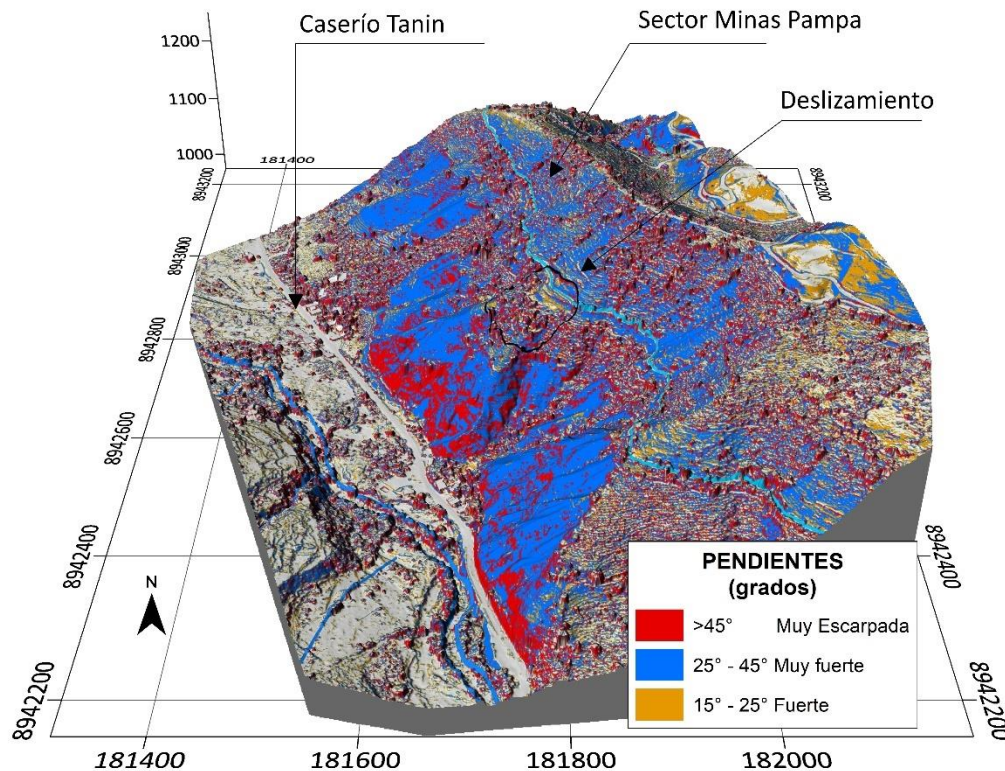 1200
1100
1000
Caserío Tanin
Sector Minas Pampa
Deslizamiento
181400
8943200
8943200
8943000
8942800
8942600
8942400
8942200
8942400
8942200
N
PENDIENTES
(grados)
>45° Muy Escarpada
25° - 45° Muy fuerte
15° - 25° Fuerte
181400
181600
181800
182000